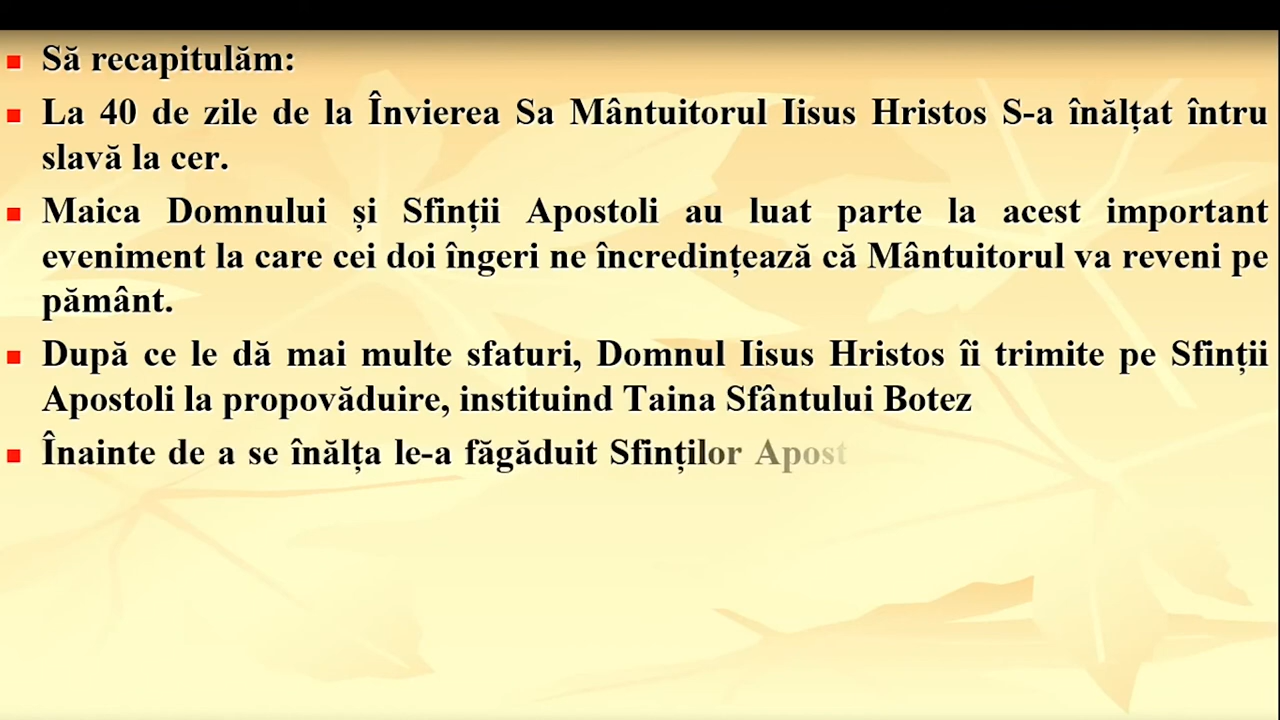 Să recapitulăm:
La 40 de zile de la Învierea Sa Mântuitorul Iisus Hristos S-a înălțat întru
slavă la cer.
Maica Domnului și Sfinții Apostoli au luat parte la acest important
eveniment la care cei doi îngeri ne încredințează că Mântuitorul va reveni pe
pământ.
După ce le dă mai multe sfaturi, Domnul Iisus Hristos îi trimite pe Sfinții
Apostoli la propovăduire, instituind Taina Sfântului Botez
Înainte de a se înălța le-a făgăduit Sfinților Apost